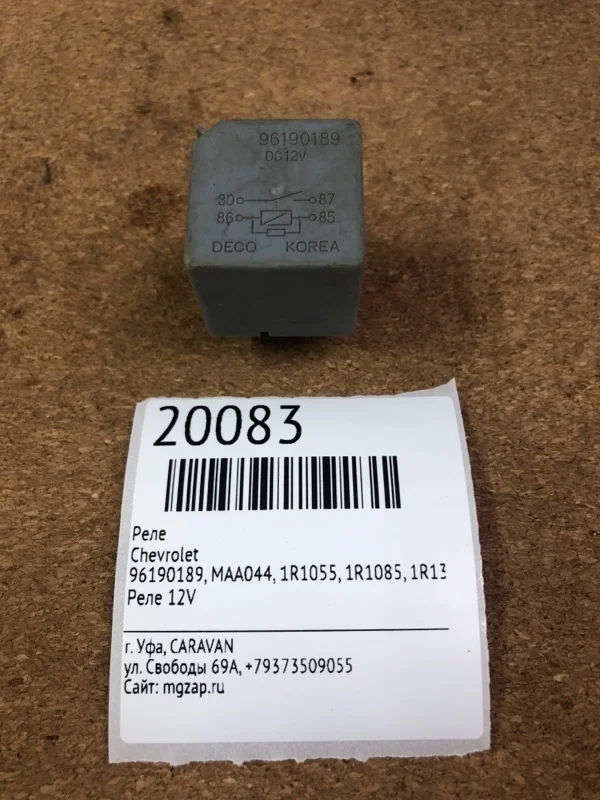 96190189
DC12V
30 87
86 85
DECO KOREA
20083
Реле
Chevrolet
96190189, MAA044, 1R1055, 1R1085, 1R13
Реле 12V
г. Уфа, CARAVAN
ул. Свободы 69А, +79373509055
Сайт: mgzap.ru